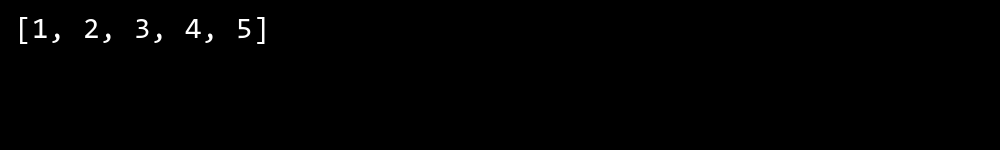 [1, 2, 3, 4, 5]